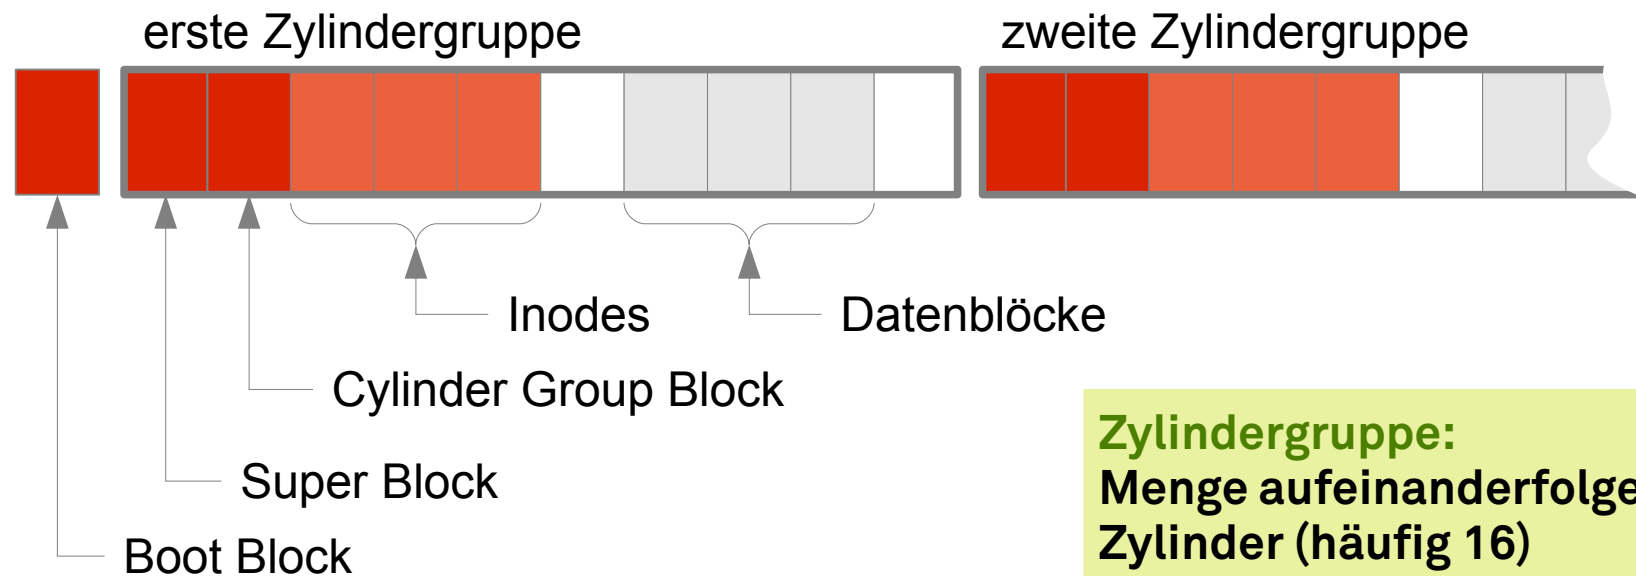 erste Zylindergruppe
zweite Zylindergruppe
Inodes
Datenblöcke
Cylinder Group Block
Super Block
Boot Block
Zylindergruppe:
Menge aufeinanderfolge
Zylinder (häufig 16)